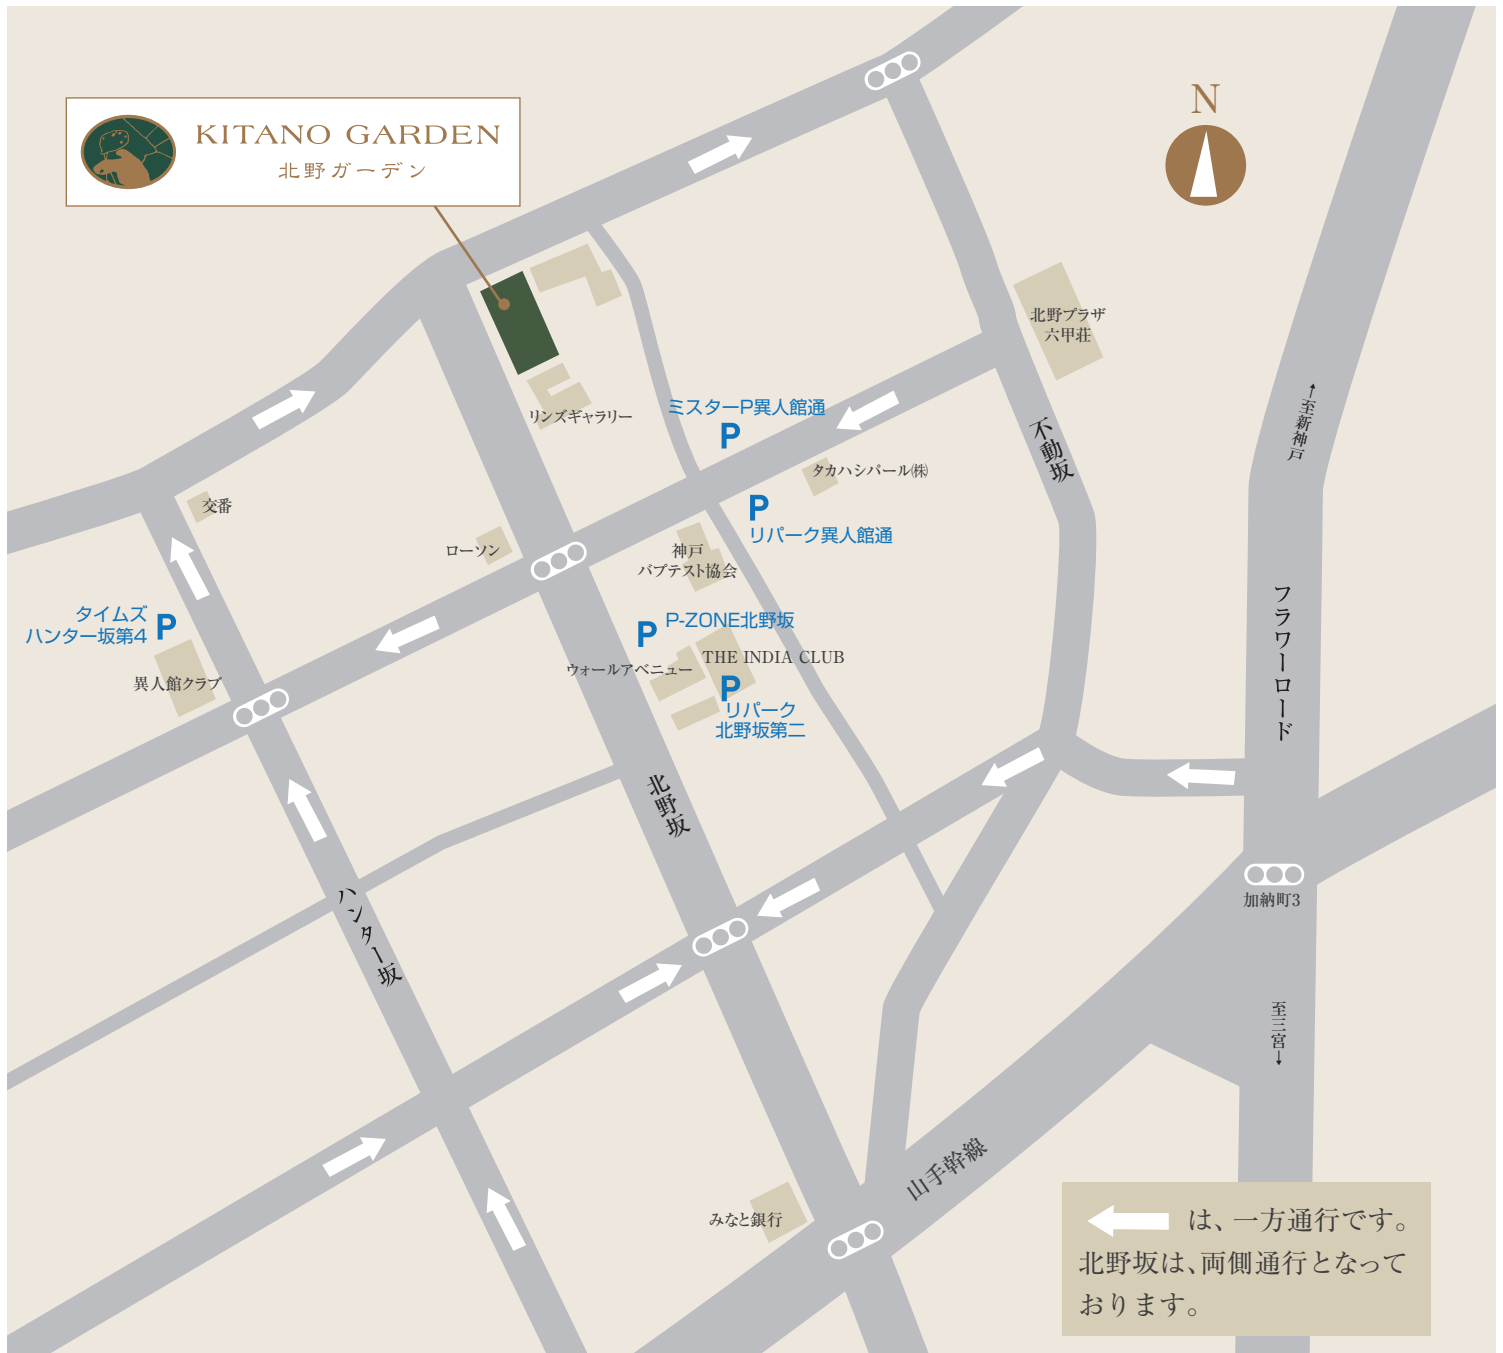 KITANO GARDEN
北野ガーデン
N
北野プラザ
六甲荘
←至新神戸
リンズギャラリー
ミスターP異人館通
P
不動坂
タカハシパール㈱
交番
P
リパーク異人館通
ローソン
神戸
バプテスト協会
タイムズ
ハンター坂第4
P
P
P-ZONE北野坂
フラワーロード
THE INDIA CLUB
ウォールアベニュー
異人館クラブ
P
リパーク
北野坂第二
北野坂
ハンター坂
加納町3
至三宮→
山手幹線
みなと銀行
は、一方通行です。
北野坂は、両側通行となって
おります。